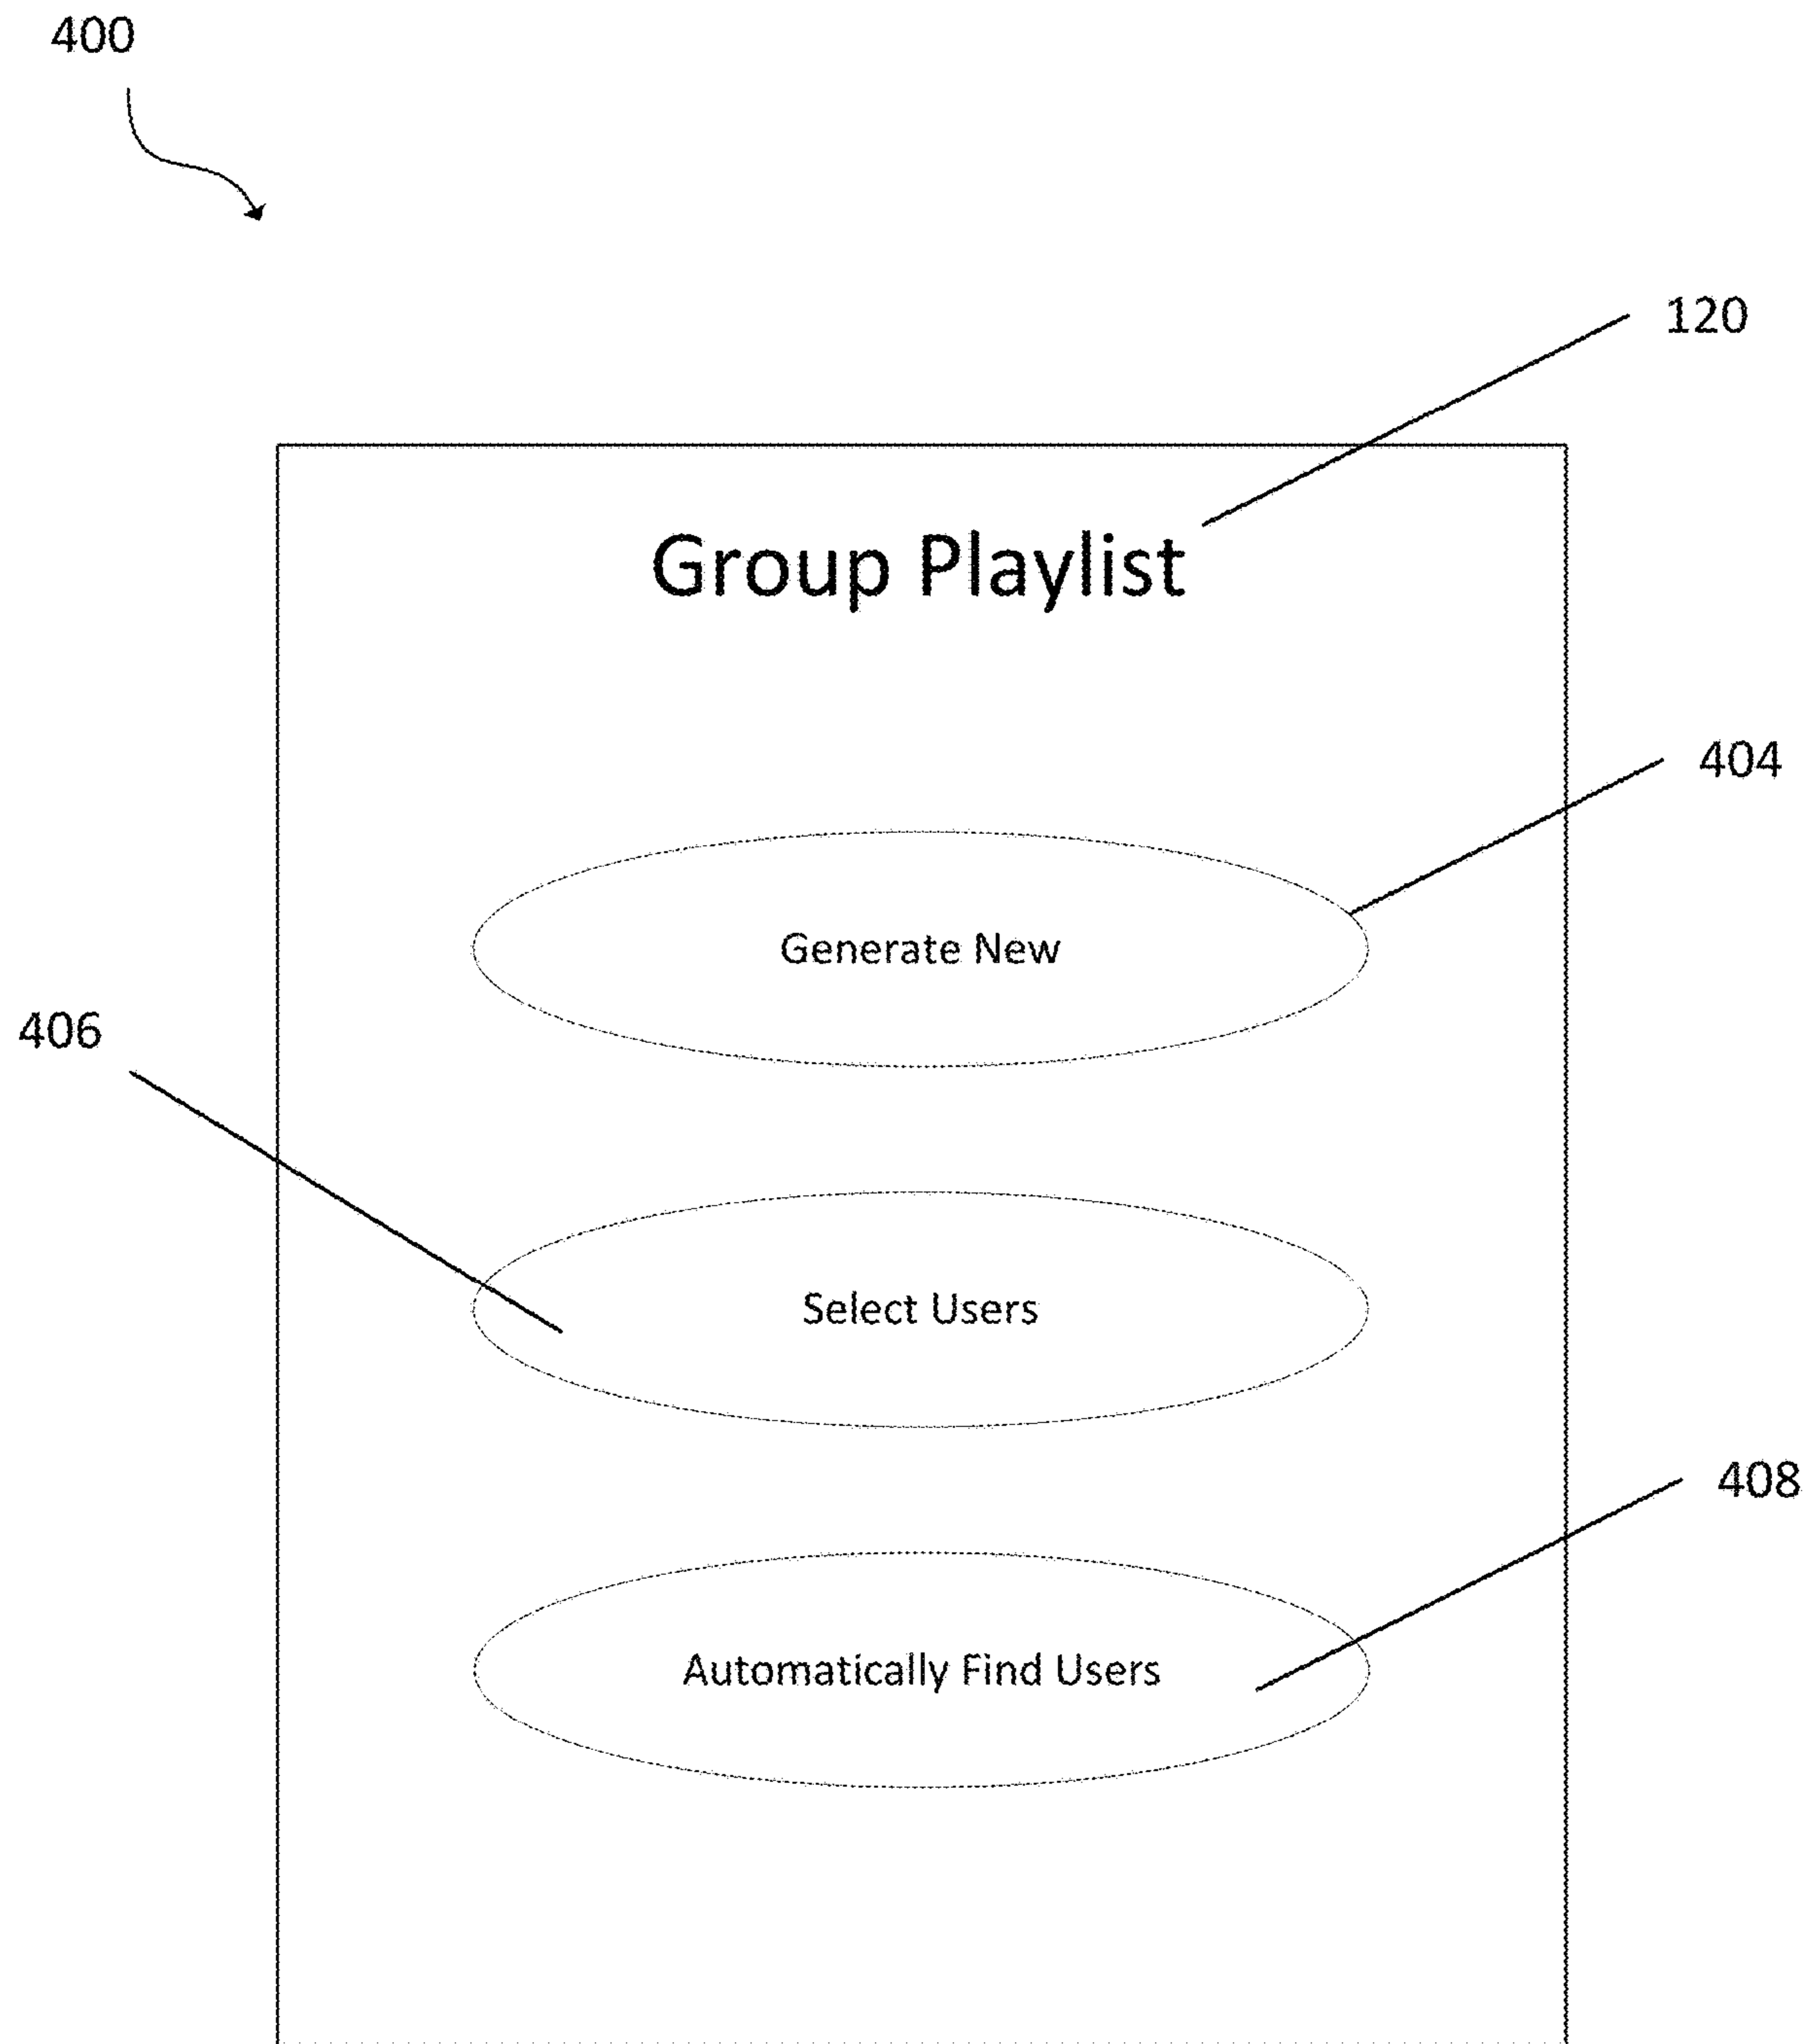 400
120
Group Playlist
404
Generate New
406
Select Users
408
Automatically Find Users